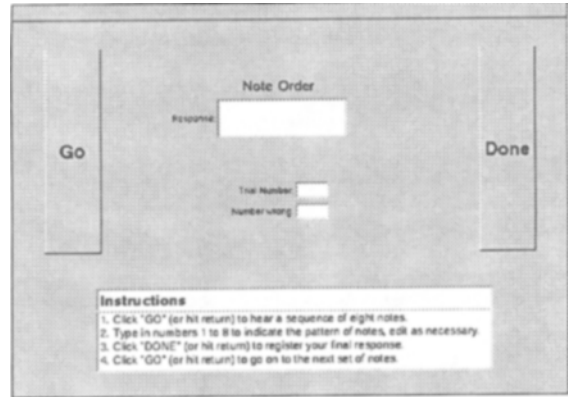 Note Order
Response:
Go
Done
Trial Number:
Number wrong:
Instructions
1. Click "GO" (or hit return) to hear a sequence of eight notes.
2. Type in numbers 1 to 8 to indicate the pattern of notes, edit as necessary.
3. Click "DONE" (or hit return) to register your final response.
4. Click "GO" (or hit return) to go on to the next set of notes.